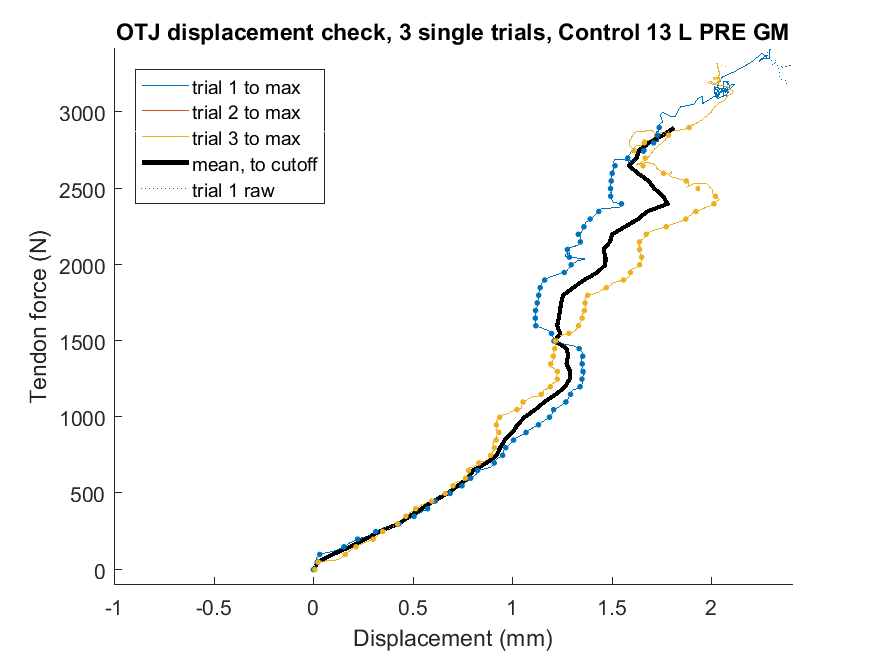 OTJ displacement check, 3 single trials, Control 13 L PRE GM
trial 1 to max
trial 2 to max
trial 3 to max
mean, to cutoff
trial 1 raw
3000
2500
2000
1500
1000
500
0
Tendon force (N)
-1 -0.5 0 0.5 1 1.5 2
Displacement (mm)